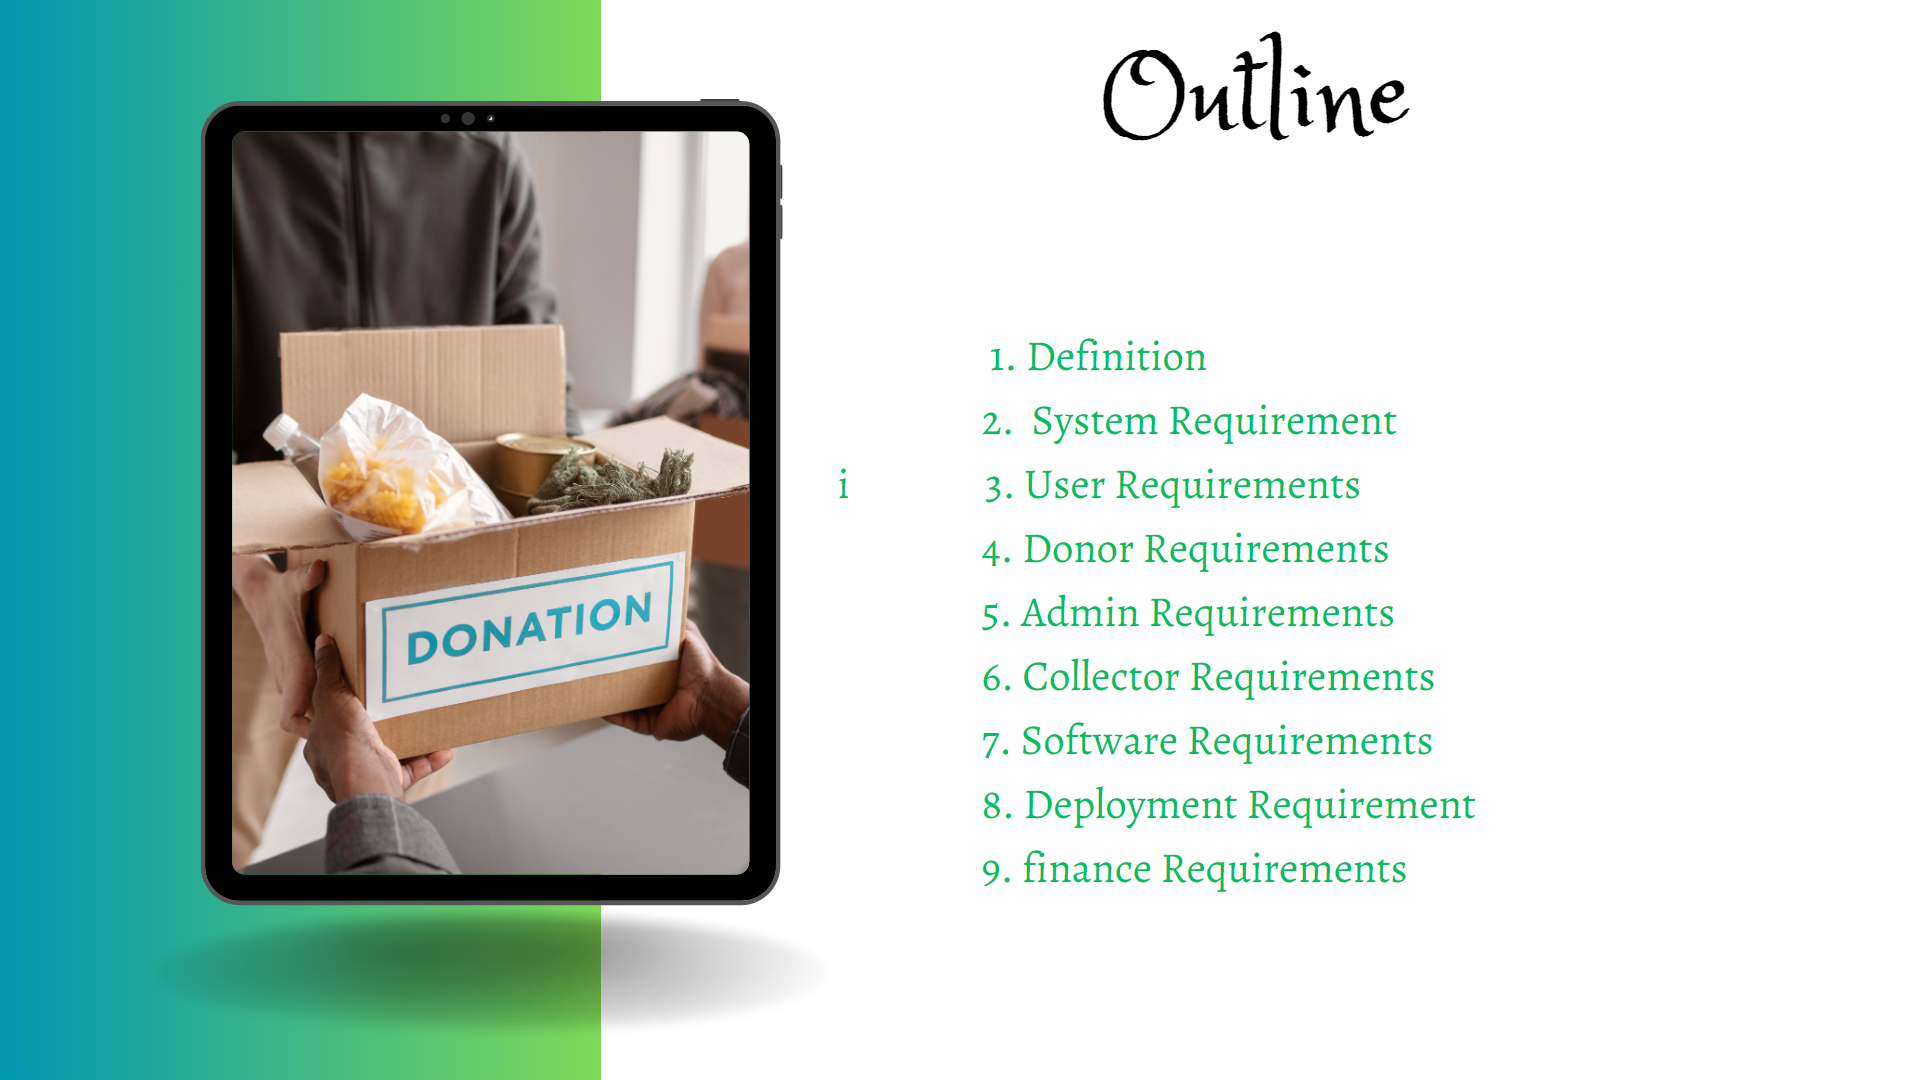 Outline
DONATION
1. Definition
2. System Requirement
i 3. User Requirements
4. Donor Requirements
5. Admin Requirements
6. Collector Requirements
7. Software Requirements
8. Deployment Requirement
9. finance Requirements